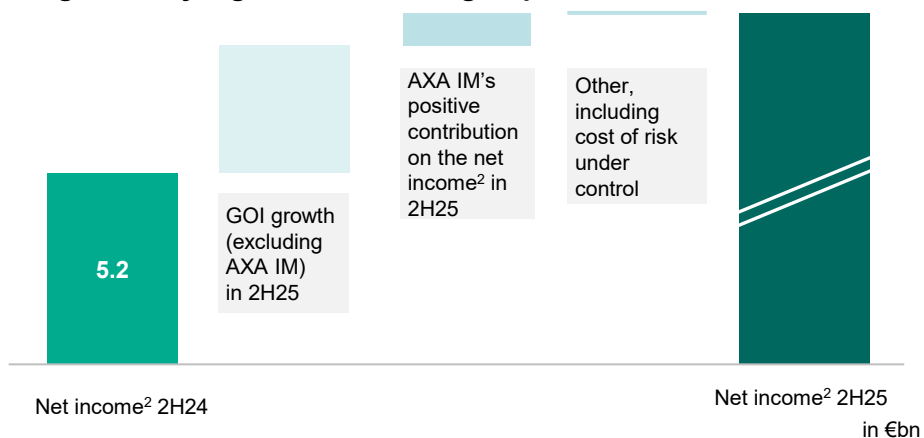 5.2
GOI growth
(excluding
AXA IM)
in 2H25
AXA IM’s
positive
contribution
on the net
income² in
2H25
Other,
including
cost of risk
under
control
Net income² 2H24
Net income² 2H25
in €bn